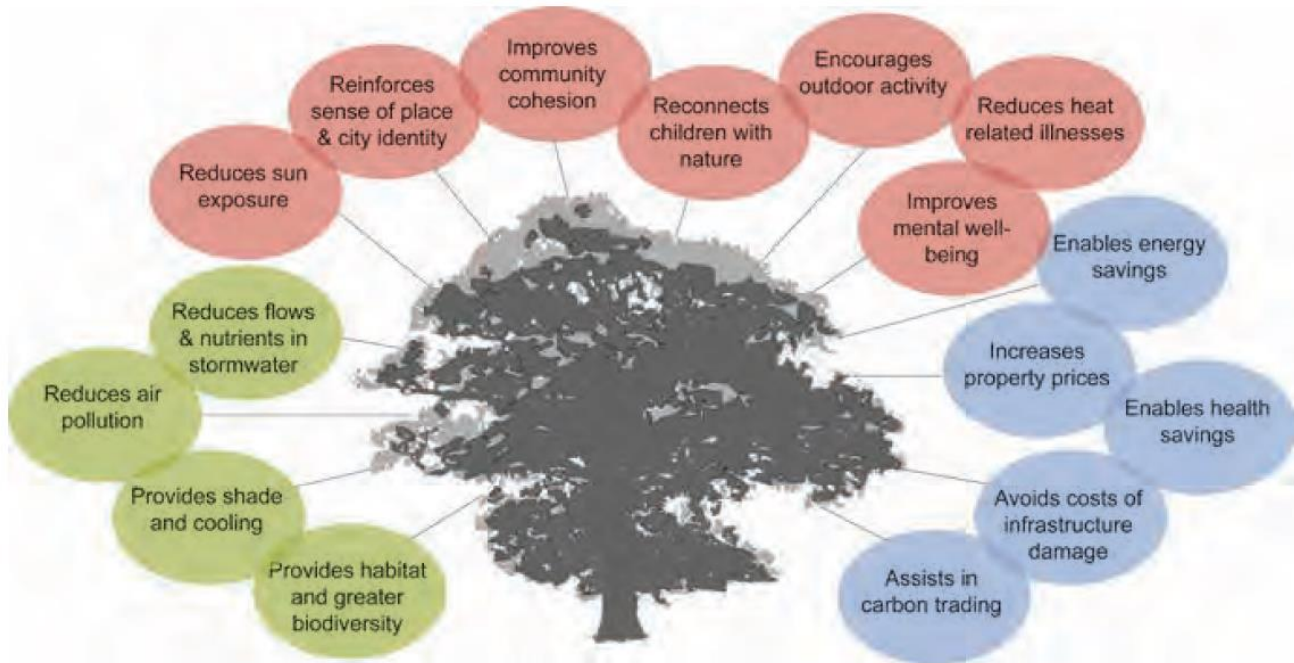 Reduces sun
exposure
Reinforces
sense of place
& city identity
Improves
community
cohesion
Reconnects
children with
nature
Encourages
outdoor activity
Reduces heat
related illnesses
Improves
mental well-
being
Enables energy
savings
Increases
property prices
Enables health
savings
Avoids costs of
infrastructure
damage
Assists in
carbon trading
Reduces flows
& nutrients in
stormwater
Reduces air
pollution
Provides shade
and cooling
Provides habitat
and greater
biodiversity